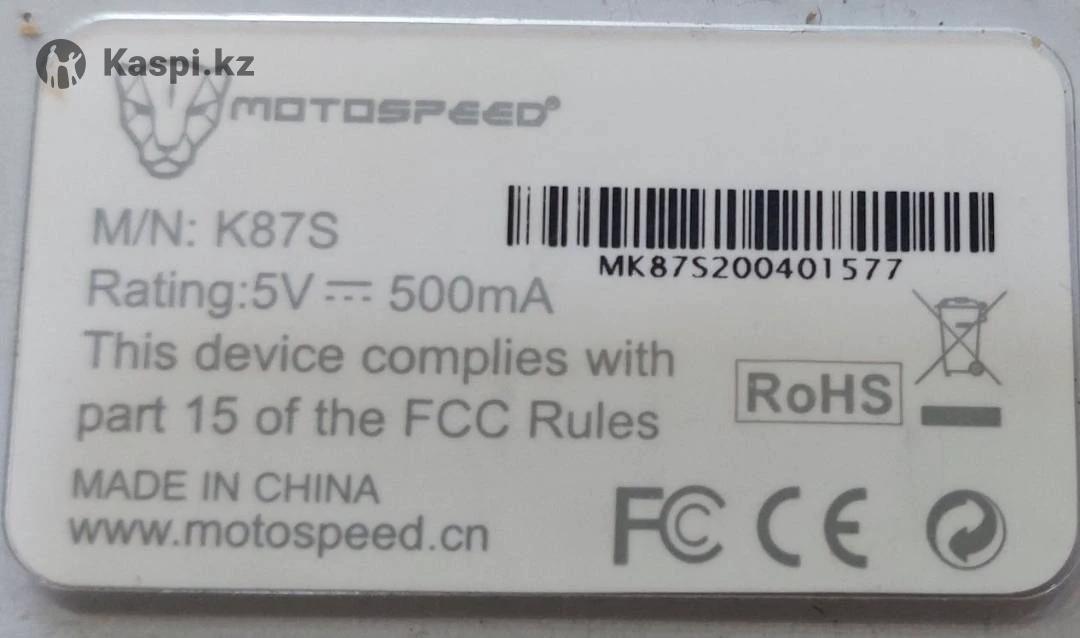 Kaspi.kz
MOTOSPEED®
M/N: K87S
MK87S200401577
Rating:5V⎓500mA
This device complies with
part 15 of the FCC Rules
RoHS
MADE IN CHINA
www.motospeed.cn
FC CE